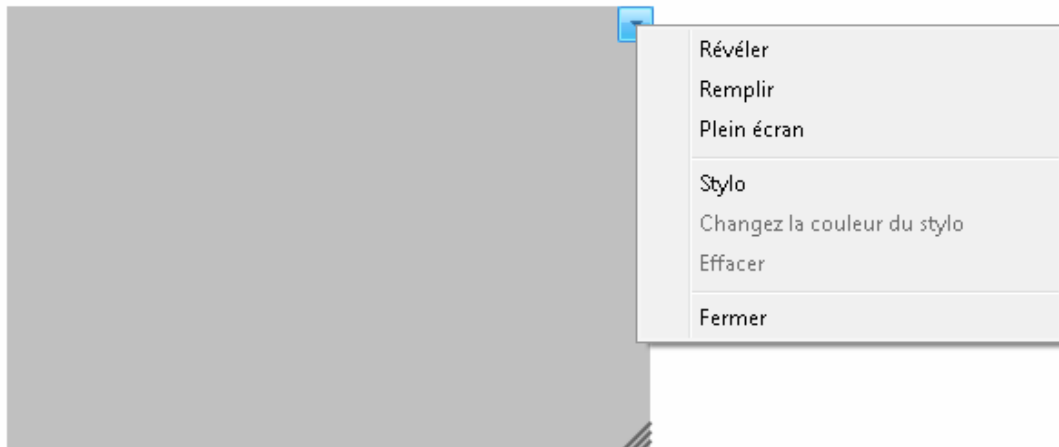 Révéler
Remplir
Plein écran
Stylo
Changez la couleur du stylo
Effacer
Fermer